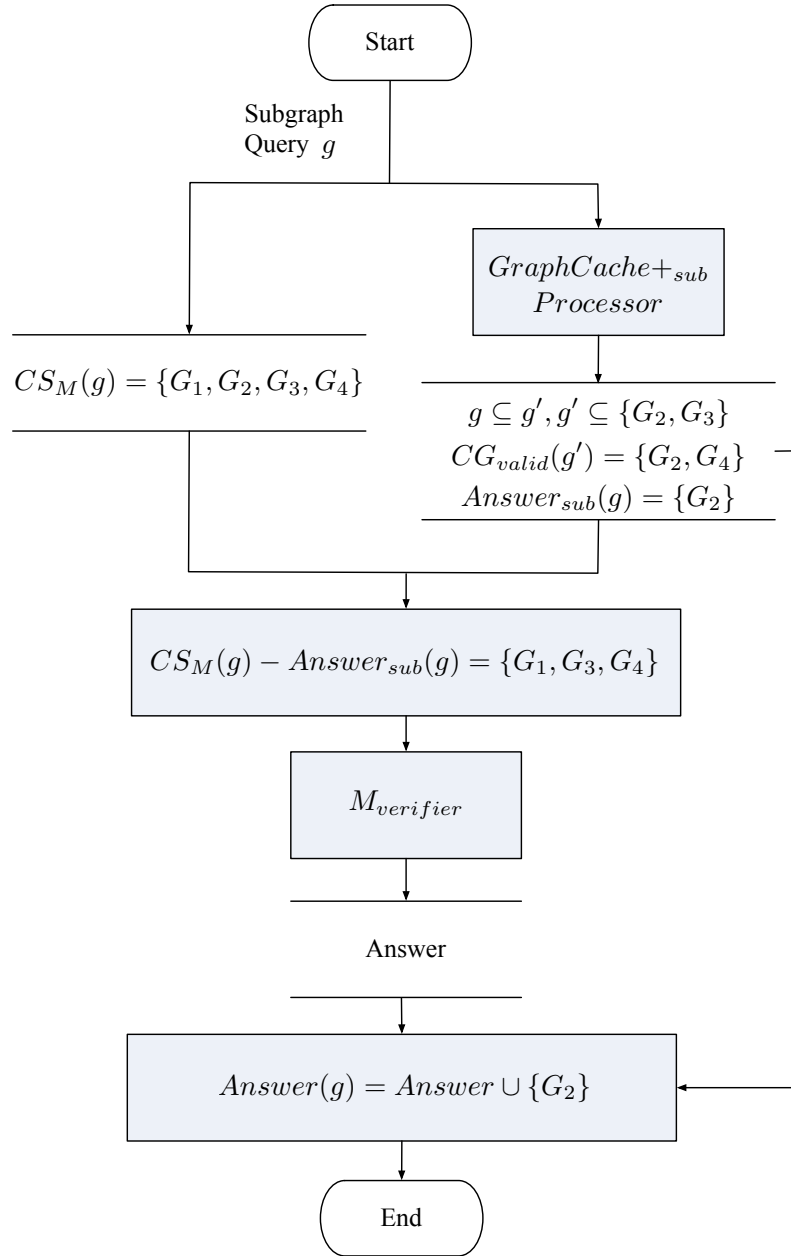 Start
Subgraph
Query g
GraphCache+sub
Processor
CS_M(g) = {G_1, G_2, G_3, G_4}
g ⊆ g′, g′ ⊆ {G_2, G_3}
CG_valid(g′) = {G_2, G_4}
Answer_sub(g) = {G_2}
CS_M(g) − Answer_sub(g) = {G_1, G_3, G_4}
M_verifier
Answer
Answer(g) = Answer ∪ {G_2}
End